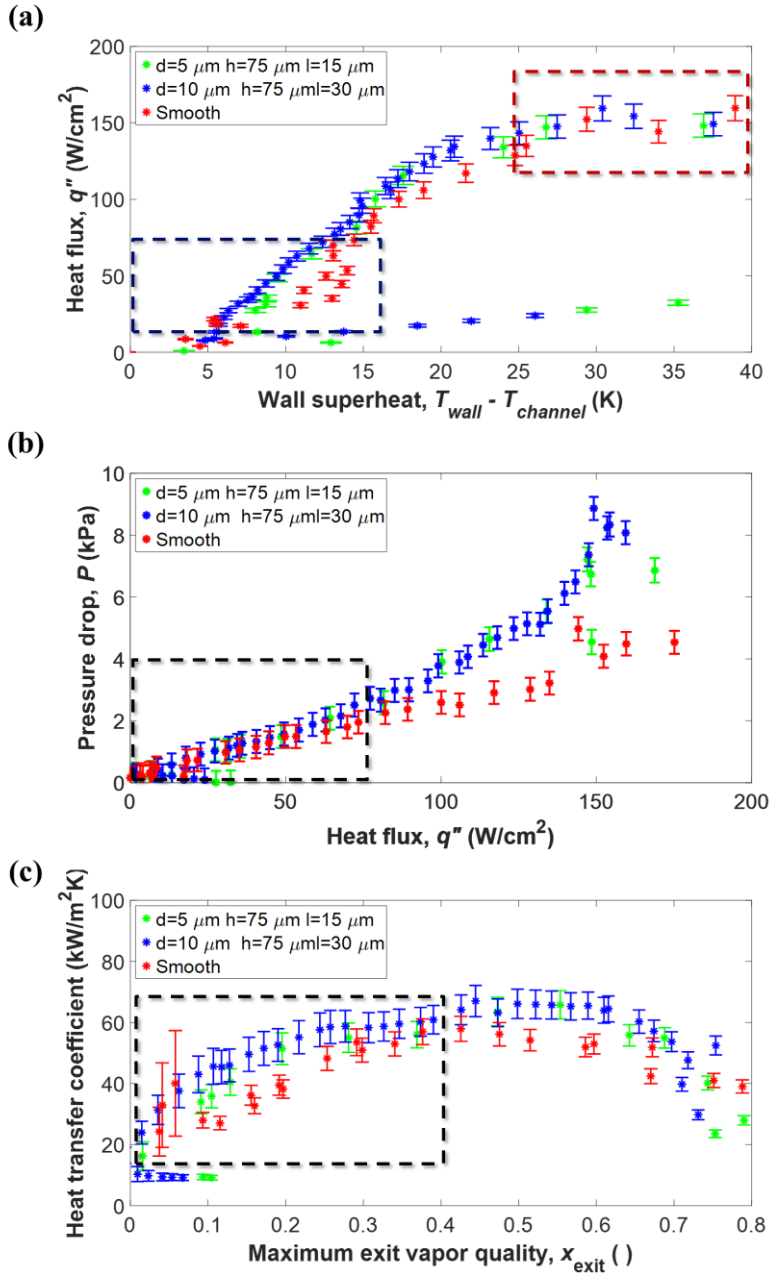 (a)
200
150
100
50
0
Heat flux, q″ (W/cm²)
d=5 μm h=75 μm l=15 μm
d=10 μm h=75 μml=30 μm
Smooth
0 5 10 15 20 25 30 35 40
Wall superheat, T_wall - T_channel (K)
(b)
10
8
6
4
2
0
Pressure drop, P (kPa)
d=5 μm h=75 μm l=15 μm
d=10 μm h=75 μml=30 μm
Smooth
0 50 100 150 200
Heat flux, q″ (W/cm²)
(c)
100
80
60
40
20
0
Heat transfer coefficient (kW/m²K)
d=5 μm h=75 μm l=15 μm
d=10 μm h=75 μml=30 μm
Smooth
0 0.1 0.2 0.3 0.4 0.5 0.6 0.7 0.8
Maximum exit vapor quality, x_exit ( )